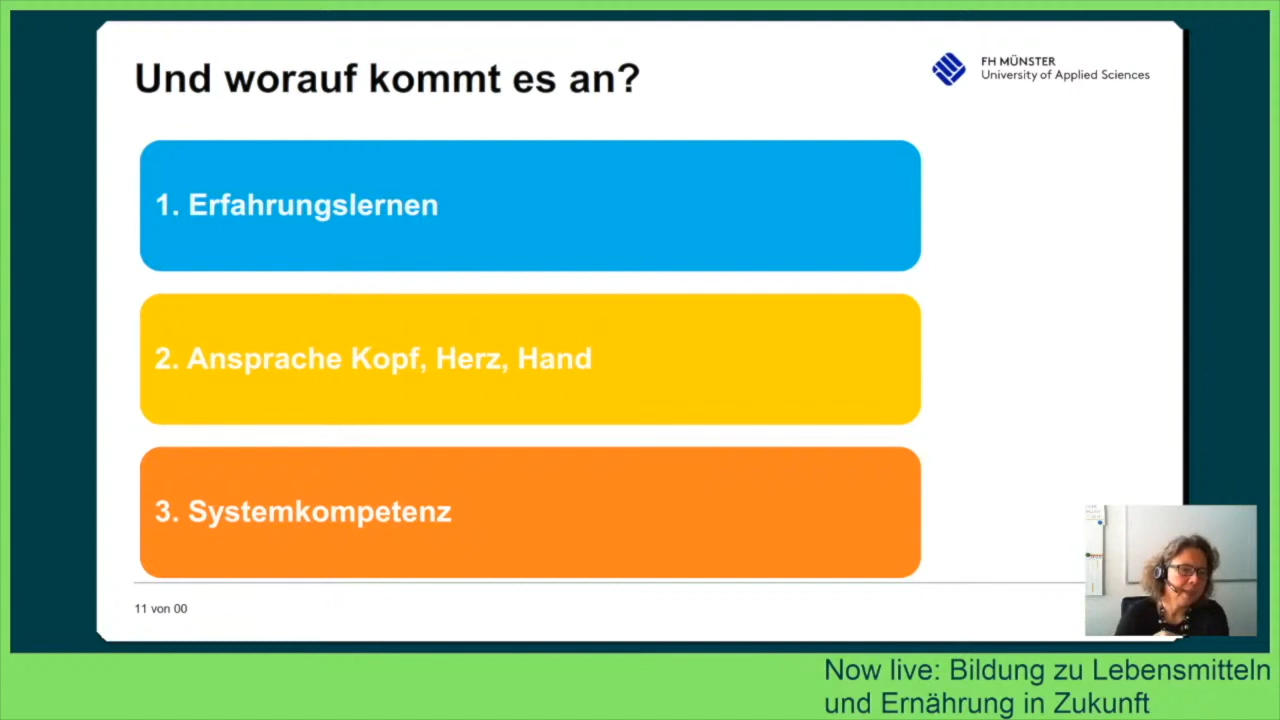 Und worauf kommt es an?
FH MÜNSTER
University of Applied Sciences
1. Erfahrungslernen
2. Ansprache Kopf, Herz, Hand
3. Systemkompetenz
11 von 00
Now live: Bildung zu Lebensmitteln
und Ernährung in Zukunft